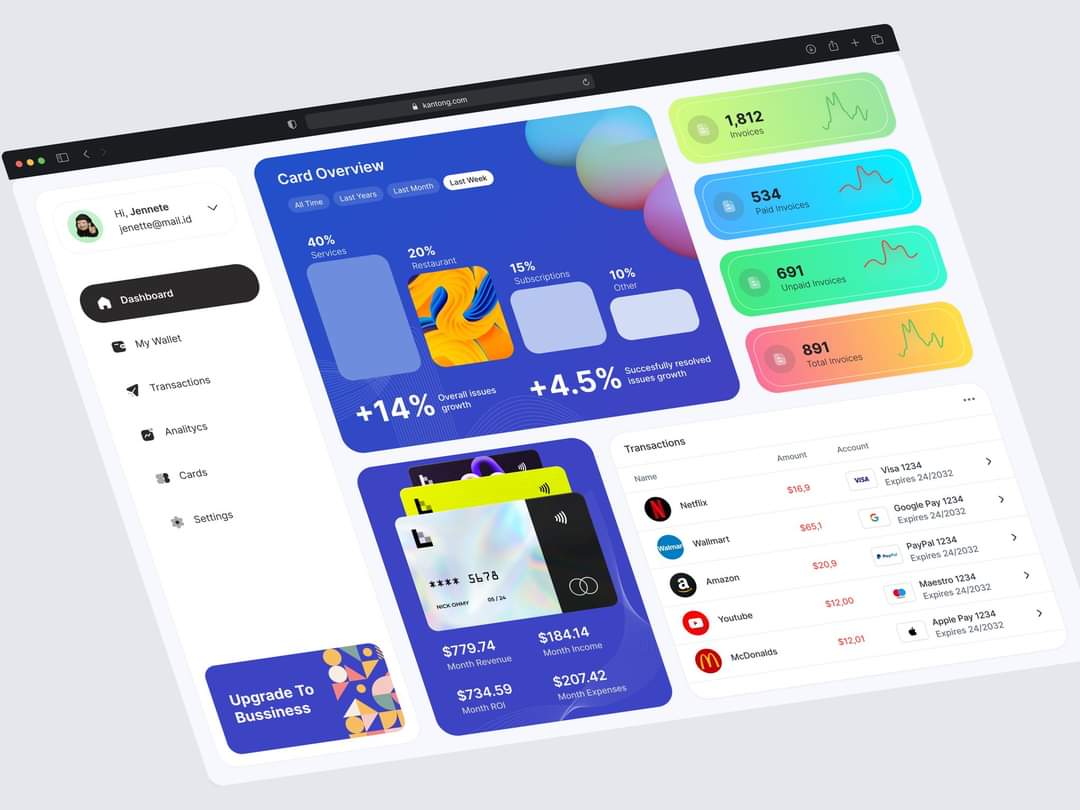 kantong.com
Hi, Jennete
jenette@mail.id
Dashboard
My Wallet
Transactions
Analitycs
Cards
Settings
Upgrade To
Bussiness
Card Overview
All Time
Last Years
Last Month
Last Week
40%
Services
20%
Restaurant
15%
Subscriptions
10%
Other
+14%
Overall issues
growth
+4.5%
Succesfully resolved
issues growth
1,812
Invoices
534
Paid Invoices
691
Unpaid Invoices
891
Total Invoices
**** 5678
NICK OHMY
05 / 24
$779.74
Month Revenue
$184.14
Month Income
$734.59
Month ROI
$207.42
Month Expenses
Transactions
Name
Amount
Account
Netflix
$16,9
VISA
Visa 1234
Expires 24/2032
Walmart
Wallmart
$65,1
G
Google Pay 1234
Expires 24/2032
Amazon
$20,9
PayPal
PayPal 1234
Expires 24/2032
Youtube
$12,00
Maestro 1234
Expires 24/2032
McDonalds
$12,01
Apple Pay 1234
Expires 24/2032